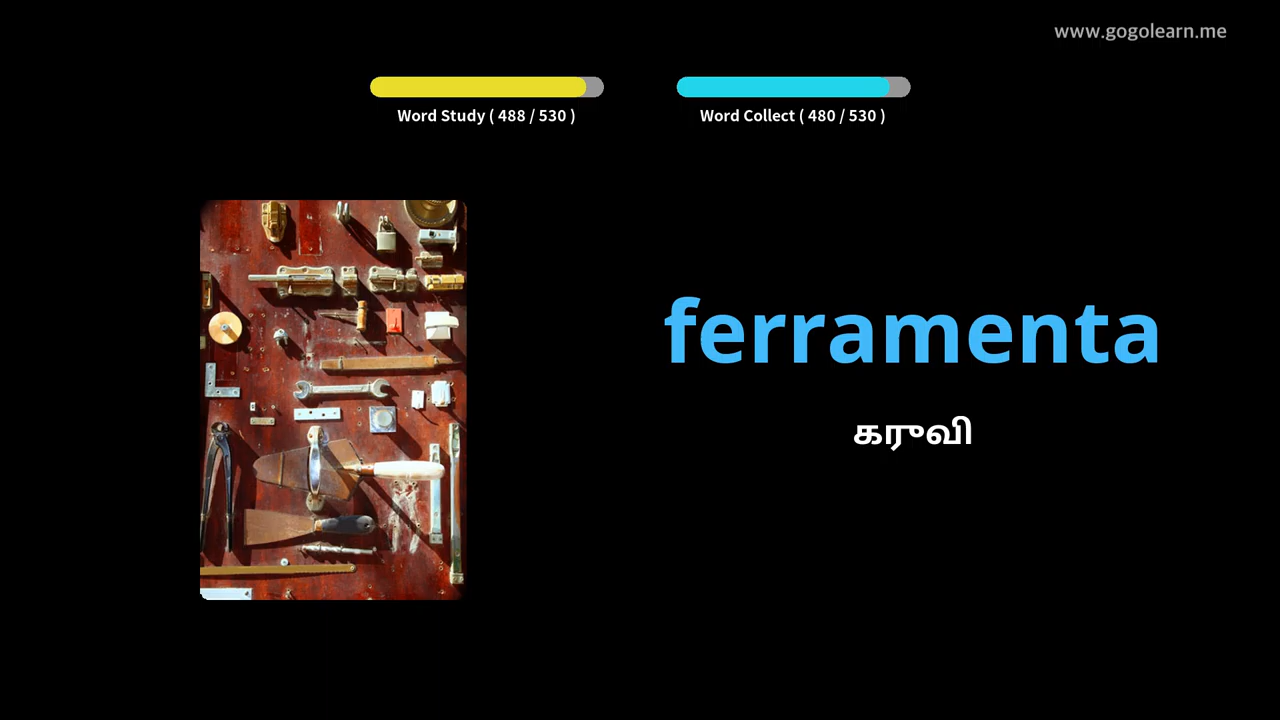 www.gogolearn.me
Word Study ( 488 / 530 )
Word Collect ( 480 / 530 )
ferramenta
கருவி